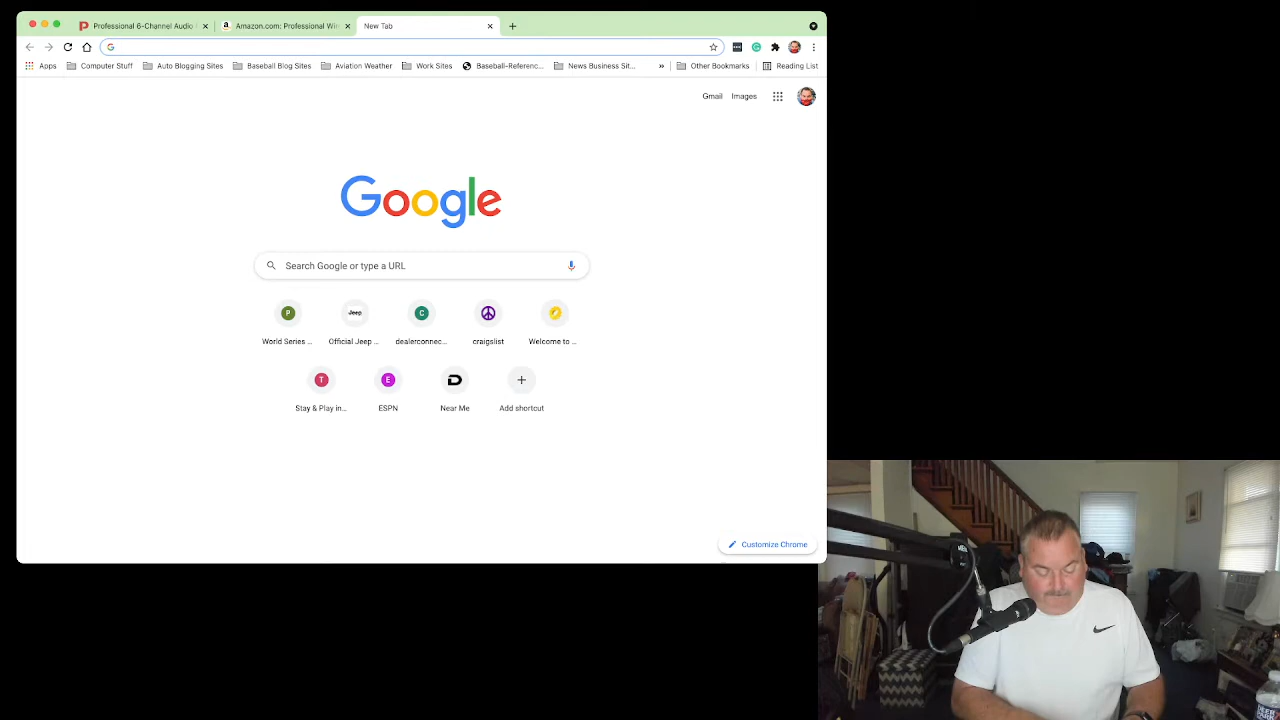 Professional 6-Channel Audio
Amazon.com: Professional Wir
New Tab
Apps
Computer Stuff
Auto Blogging Sites
Baseball Blog Sites
Aviation Weather
Work Sites
Baseball-Referenc...
News Business Sit...
»
Other Bookmarks
Reading List
Gmail
Images
Google
Search Google or type a URL
P
Jeep
C
World Series ...
Official Jeep ...
dealerconnec...
craigslist
Welcome to ...
T
E
Stay & Play in...
ESPN
Near Me
Add shortcut
Customize Chrome